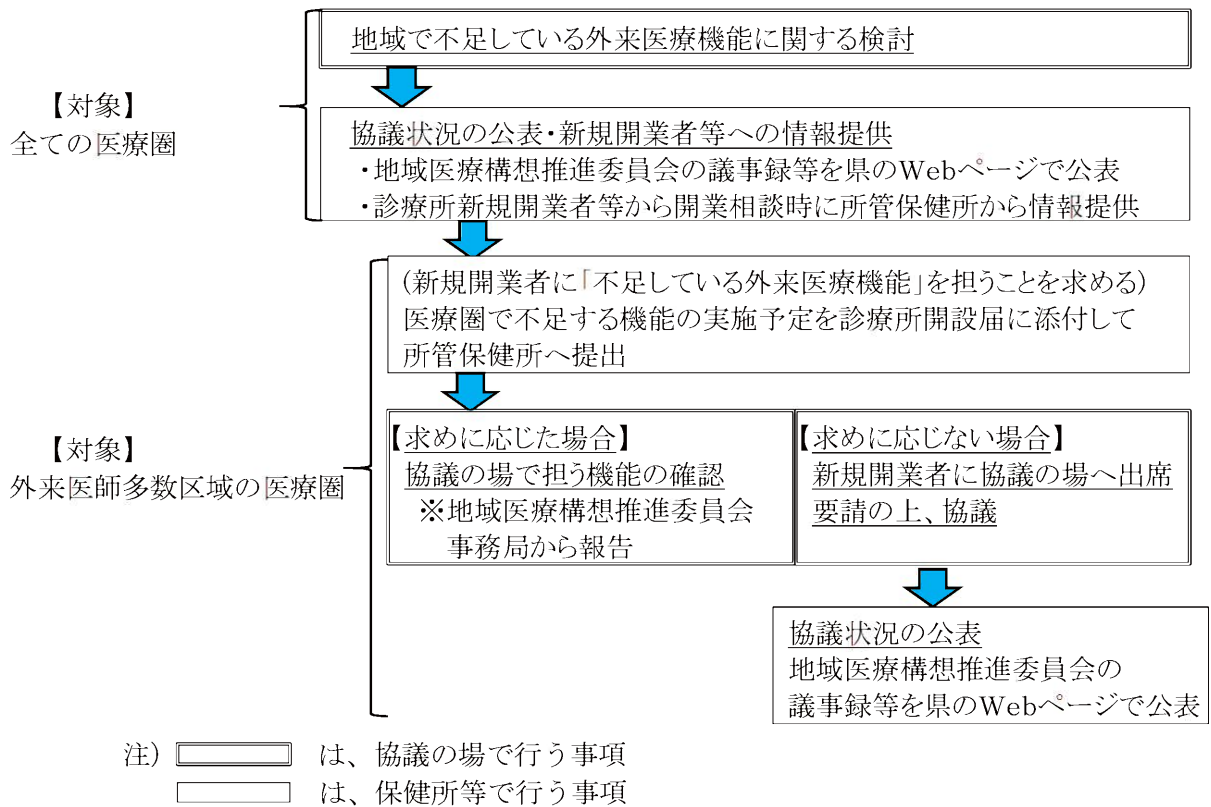 地域で不足している外来医療機能に関する検討
【対象】
全ての医療圏
協議状況の公表・新規開業者等への情報提供
・地域医療構想推進委員会の議事録等を県のWebページで公表
・診療所新規開業者等から開業相談時に所管保健所から情報提供
(新規開業者に「不足している外来医療機能」を担うことを求める)
医療圏で不足する機能の実施予定を診療所開設届に添付して
所管保健所へ提出
【対象】
外来医師多数区域の医療圏
【求めに応じた場合】
協議の場で担う機能の確認
※地域医療構想推進委員会
事務局から報告
【求めに応じない場合】
新規開業者に協議の場へ出席
要請の上、協議
協議状況の公表
地域医療構想推進委員会の
議事録等を県のWebページで公表
注) は、協議の場で行う事項
は、保健所等で行う事項